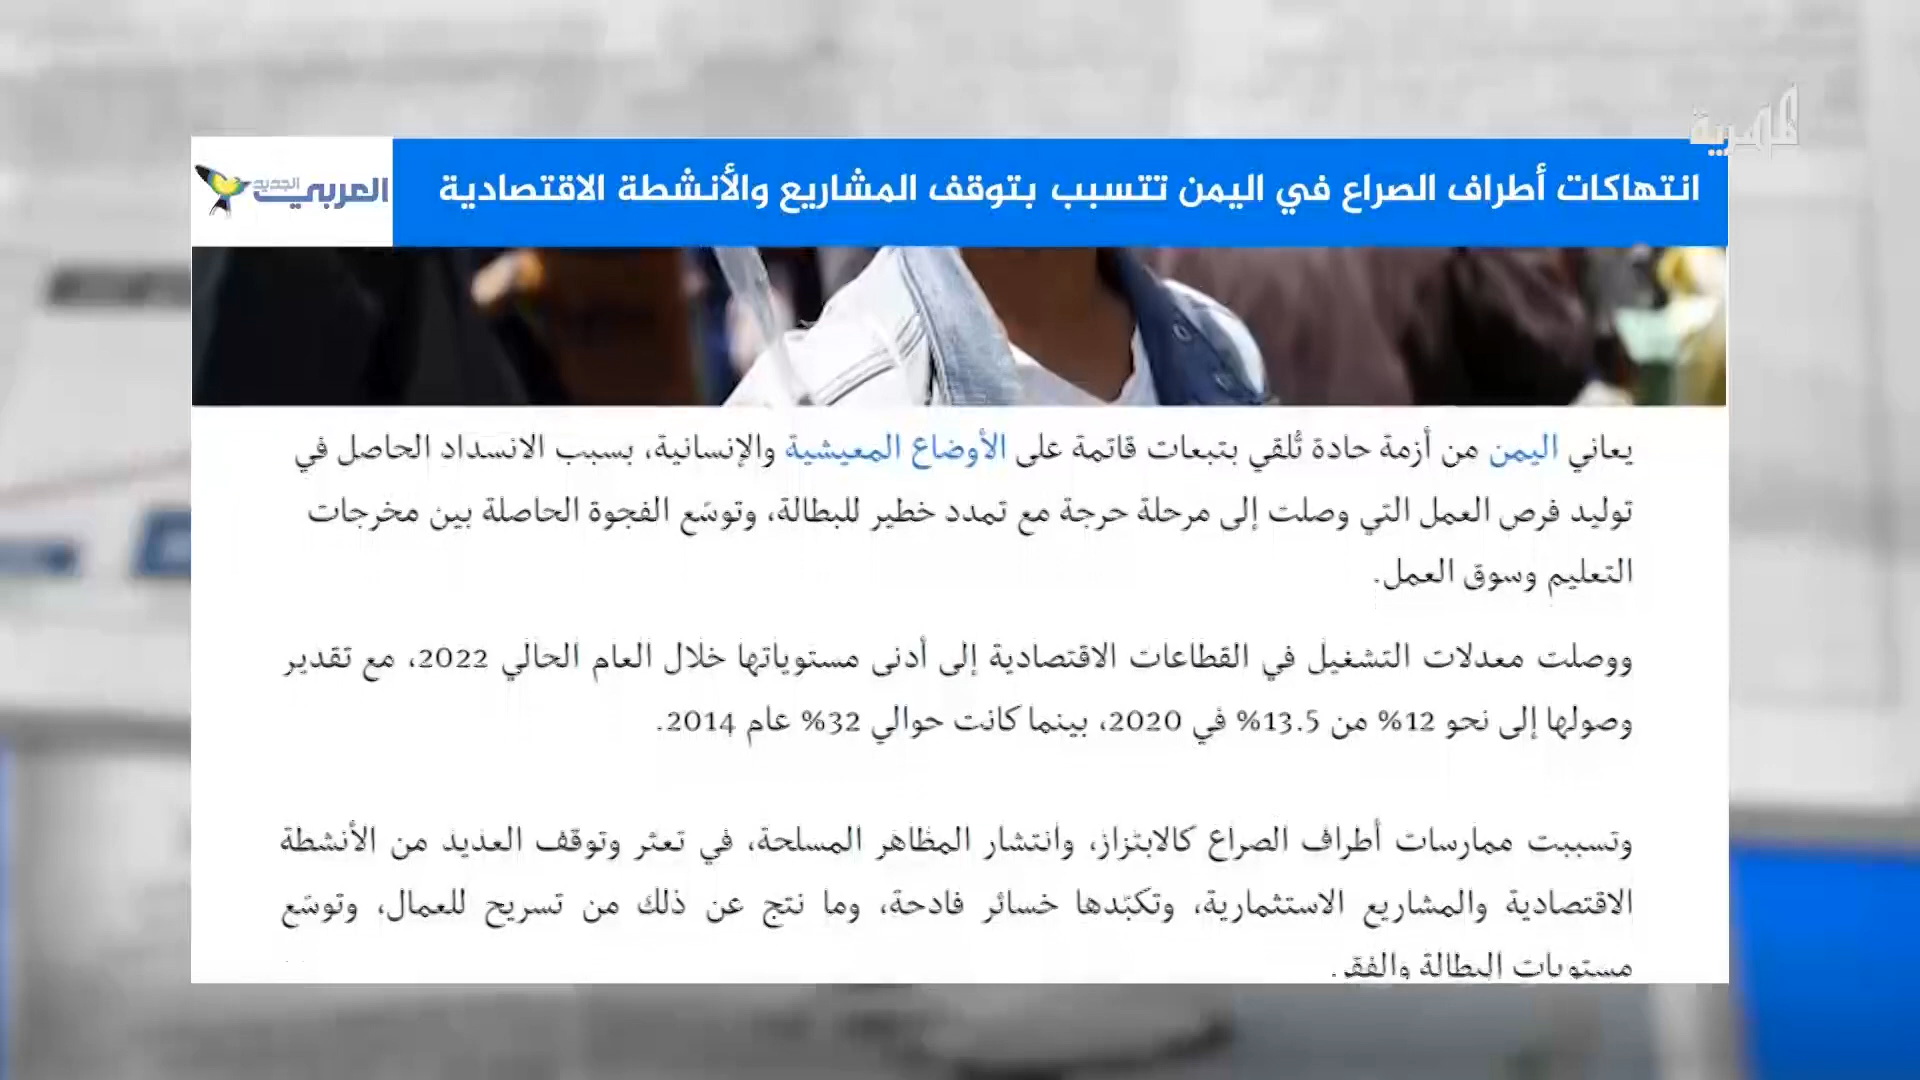 المهرية
انتهاكات أطراف الصراع في اليمن تتسبب بتوقف المشاريع والأنشطة الاقتصادية
العربي الجديد
يعاني اليمن من أزمة حادة تُلقي بتبعات قاتمة على الأوضاع المعيشية والإنسانية، بسبب الانسداد الحاصل في
توليد فرص العمل التي وصلت إلى مرحلة حرجة مع تمدد خطير للبطالة، وتوسّع الفجوة الحاصلة بين مخرجات
التعليم وسوق العمل.
ووصلت معدلات التشغيل في القطاعات الاقتصادية إلى أدنى مستوياتها خلال العام الحالي 2022، مع تقدير
وصولها إلى نحو 12% من 13.5% في 2020، بينما كانت حوالي 32% عام 2014.
وتسببت ممارسات أطراف الصراع كالابتزاز، وانتشار المظاهر المسلحة، في تعثر وتوقف العديد من الأنشطة
الاقتصادية والمشاريع الاستثمارية، وتكبّدها خسائر فادحة، وما نتج عن ذلك من تسريح للعمال، وتوسّع
مستويات البطالة والفقر.